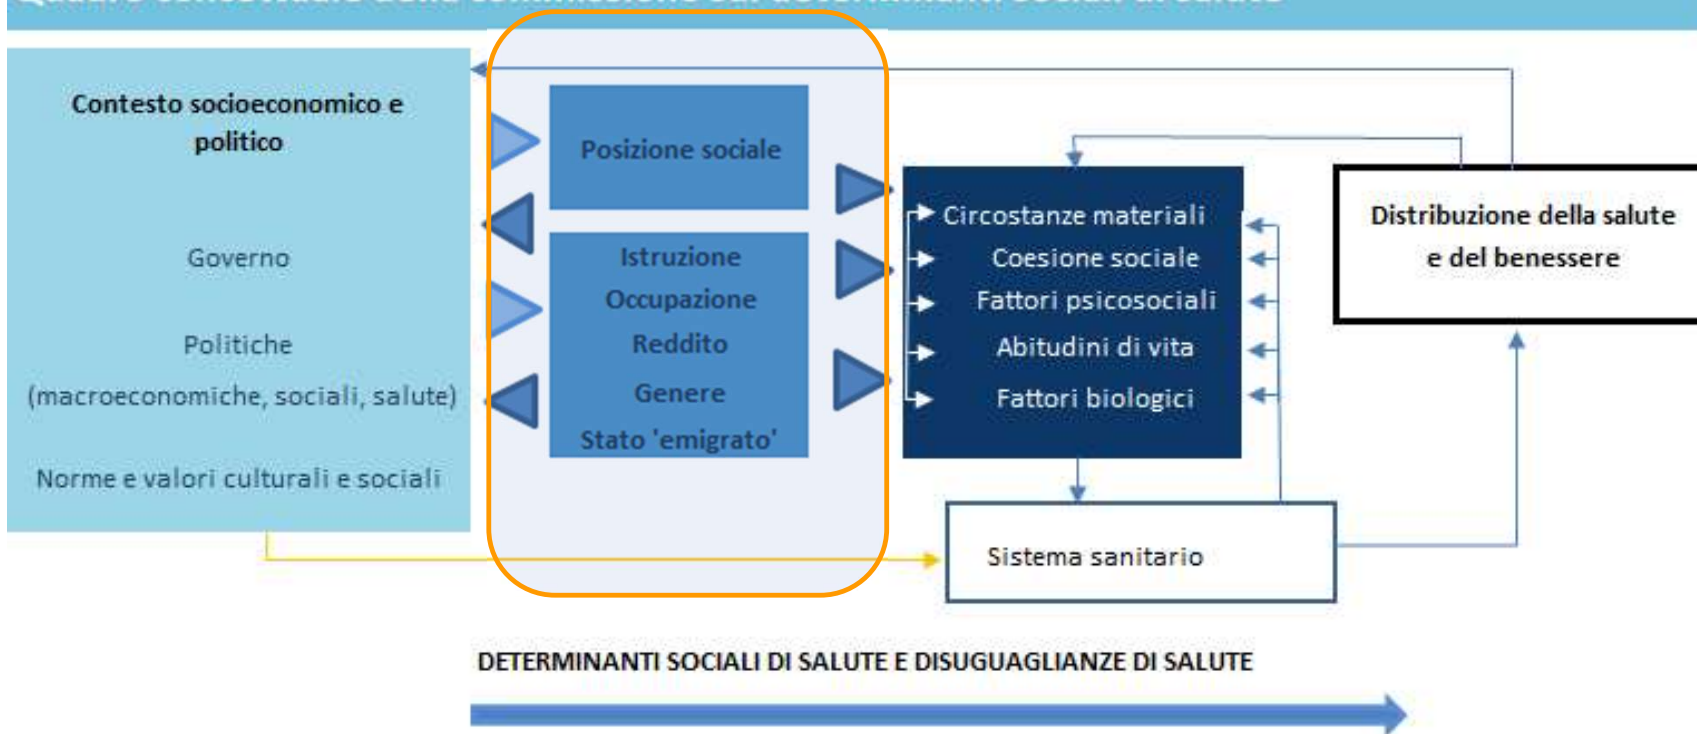 Contesto socioeconomico e
politico
Governo
Politiche
(macroeconomiche, sociali, salute)
Norme e valori culturali e sociali
Posizione sociale
Istruzione
Occupazione
Reddito
Genere
Stato 'emigrato'
Circostanze materiali
Coesione sociale
Fattori psicosociali
Abitudini di vita
Fattori biologici
Sistema sanitario
Distribuzione della salute
e del benessere
DETERMINANTI SOCIALI DI SALUTE E DISUGUAGLIANZE DI SALUTE